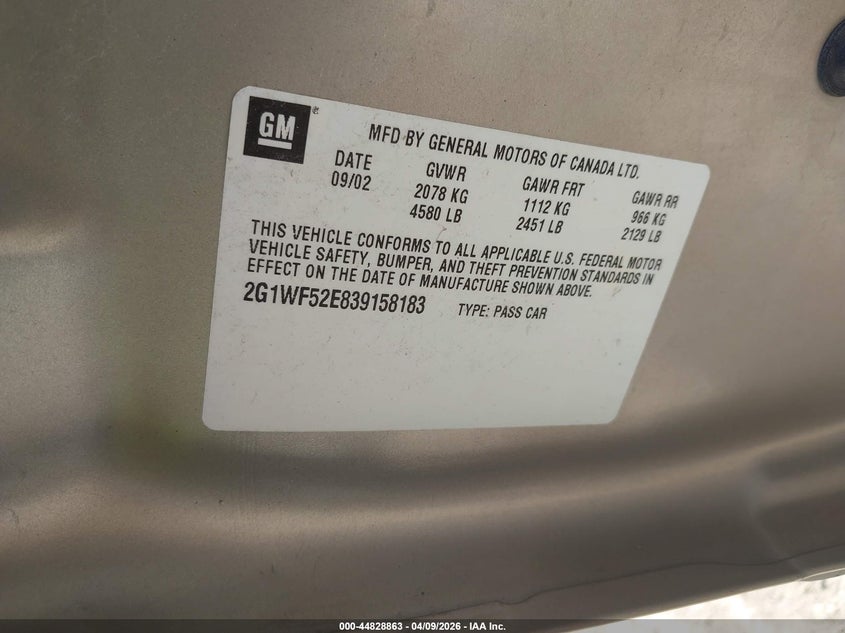 GM®
MFD BY GENERAL MOTORS OF CANADA LTD.
DATE GVWR GAWR FRT GAWR RR
09/02 2078 KG 1112 KG 966 KG
4580 LB 2451 LB 2129 LB
THIS VEHICLE CONFORMS TO ALL APPLICABLE U.S. FEDERAL MOTOR
VEHICLE SAFETY, BUMPER, AND THEFT PREVENTION STANDARDS IN
EFFECT ON THE DATE OF MANUFACTURE SHOWN ABOVE.
2G1WF52E839158183 TYPE: PASS CAR
000-44828863 - 04/09/2026 - IAA Inc.